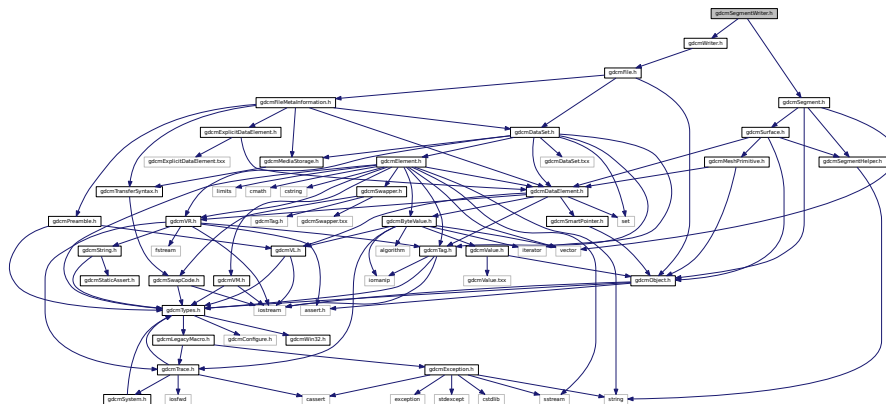 gdcmSegmentWriter.h
gdcmWriter.h
gdcmFile.h
gdcmFileMetaInformation.h
gdcmSegment.h
gdcmExplicitDataElement.h
gdcmDataSet.h
gdcmSurface.h
gdcmExplicitDataElement.txx
gdcmMediaStorage.h
gdcmElement.h
gdcmDataSet.txx
gdcmMeshPrimitive.h
gdcmSegmentHelper.h
gdcmTransferSyntax.h
limits
cmath
cstring
gdcmSwapper.h
gdcmDataElement.h
gdcmPreamble.h
gdcmVR.h
gdcmTag.h
gdcmSwapper.txx
gdcmByteValue.h
gdcmSmartPointer.h
set
gdcmString.h
fstream
gdcmVL.h
algorithm
gdcmTag.h
gdcmValue.h
iterator
vector
gdcmStaticAssert.h
gdcmSwapCode.h
gdcmVM.h
iomanip
gdcmValue.txx
gdcmObject.h
gdcmTypes.h
iostream
assert.h
gdcmLegacyMacro.h
gdcmConfigure.h
gdcmWin32.h
gdcmTrace.h
gdcmException.h
gdcmSystem.h
iosfwd
cassert
exception
stdexcept
cstdlib
sstream
string